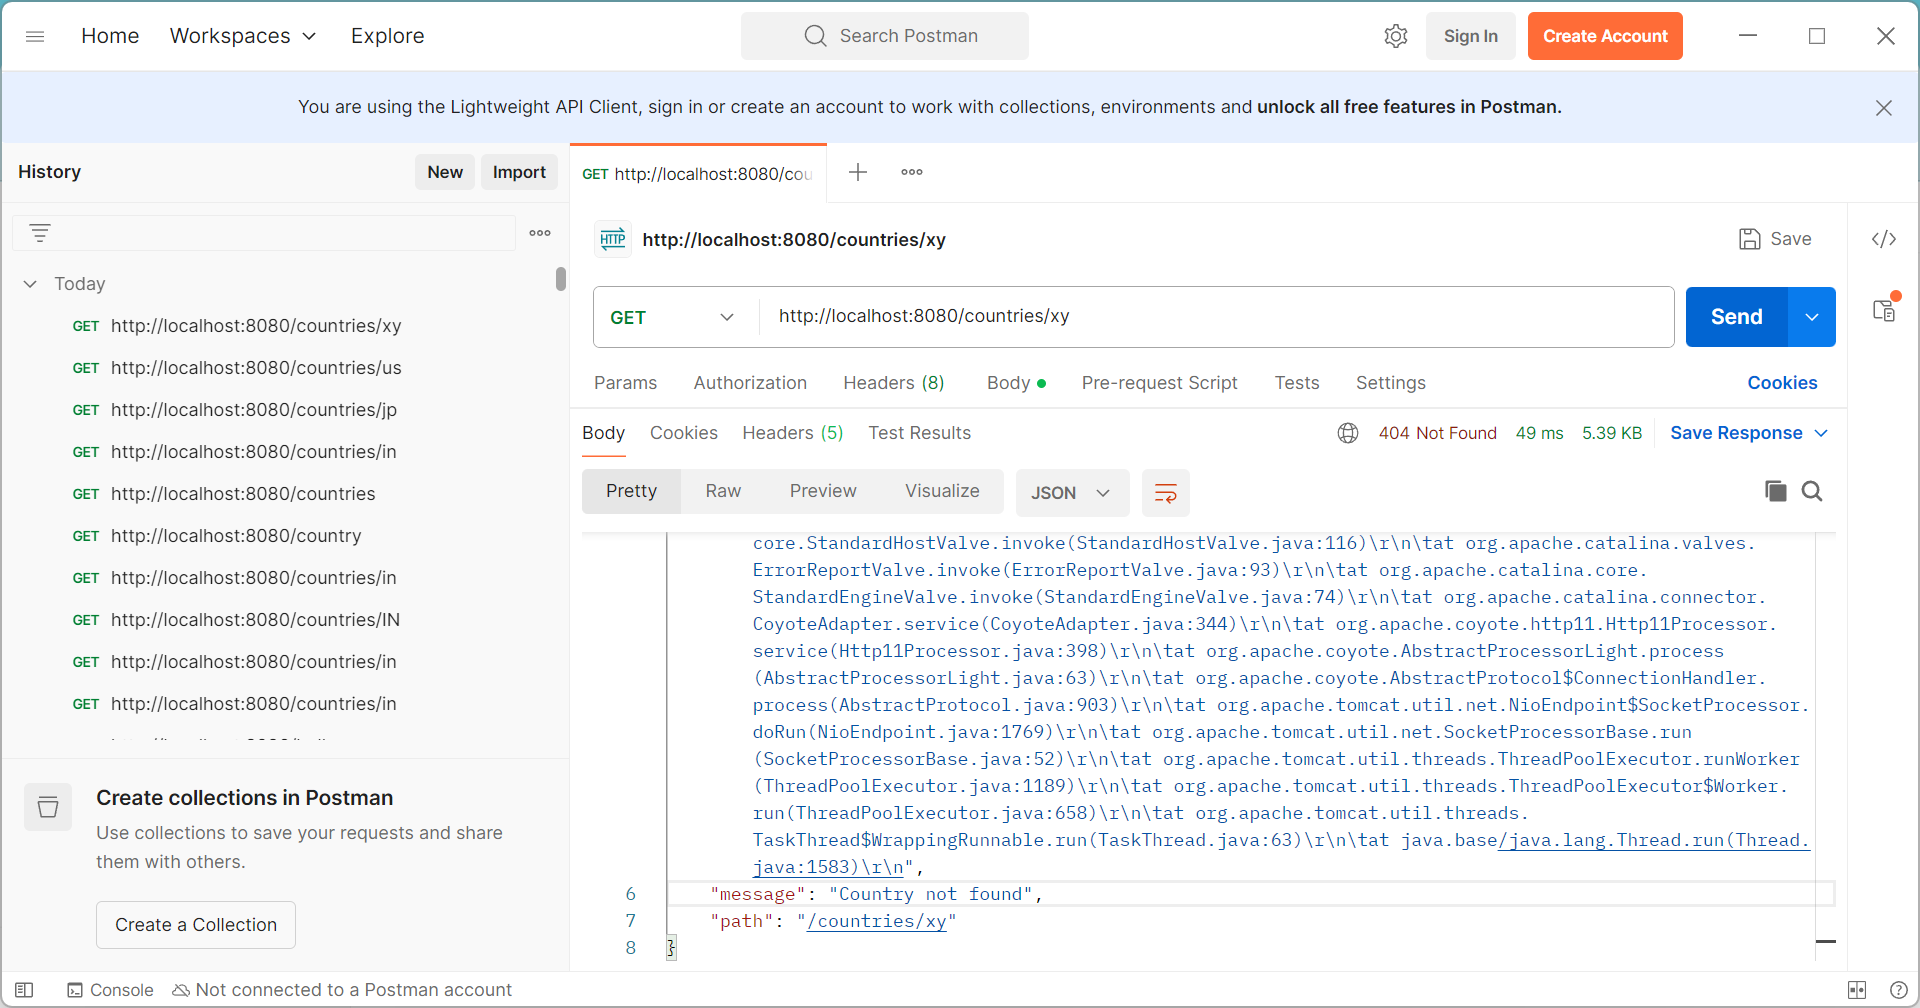 Home Workspaces Explore Search Postman Sign In Create Account
You are using the Lightweight API Client, sign in or create an account to work with collections, environments and unlock all free features in Postman.
History New Import
Today
GET http://localhost:8080/countries/xy
GET http://localhost:8080/countries/us
GET http://localhost:8080/countries/jp
GET http://localhost:8080/countries/in
GET http://localhost:8080/countries
GET http://localhost:8080/country
GET http://localhost:8080/countries/in
GET http://localhost:8080/countries/IN
GET http://localhost:8080/countries/in
GET http://localhost:8080/countries/in
Create collections in Postman
Use collections to save your requests and share
them with others.
Create a Collection
GET http://localhost:8080/cou
HTTP http://localhost:8080/countries/xy Save
GET http://localhost:8080/countries/xy Send
Params Authorization Headers (8) Body Pre-request Script Tests Settings Cookies
Body Cookies Headers (5) Test Results 404 Not Found 49 ms 5.39 KB Save Response
Pretty Raw Preview Visualize JSON
core.StandardHostValve.invoke(StandardHostValve.java:116)\r\n\tat org.apache.catalina.valves.
ErrorReportValve.invoke(ErrorReportValve.java:93)\r\n\tat org.apache.catalina.core.
StandardEngineValve.invoke(StandardEngineValve.java:74)\r\n\tat org.apache.catalina.connector.
CoyoteAdapter.service(CoyoteAdapter.java:344)\r\n\tat org.apache.coyote.http11.Http11Processor.
service(Http11Processor.java:398)\r\n\tat org.apache.coyote.AbstractProcessorLight.process
(AbstractProcessorLight.java:63)\r\n\tat org.apache.coyote.AbstractProtocol$ConnectionHandler.
process(AbstractProtocol.java:903)\r\n\tat org.apache.tomcat.util.net.NioEndpoint$SocketProcessor.
doRun(NioEndpoint.java:1769)\r\n\tat org.apache.tomcat.util.net.SocketProcessorBase.run
(SocketProcessorBase.java:52)\r\n\tat org.apache.tomcat.util.threads.ThreadPoolExecutor.runWorker
(ThreadPoolExecutor.java:1189)\r\n\tat org.apache.tomcat.util.threads.ThreadPoolExecutor$Worker.
run(ThreadPoolExecutor.java:658)\r\n\tat org.apache.tomcat.util.threads.
TaskThread$WrappingRunnable.run(TaskThread.java:63)\r\n\tat java.base/java.lang.Thread.run(Thread.
java:1583)\r\n",
6 "message": "Country not found",
7 "path": "/countries/xy"
8 }
Console Not connected to a Postman account